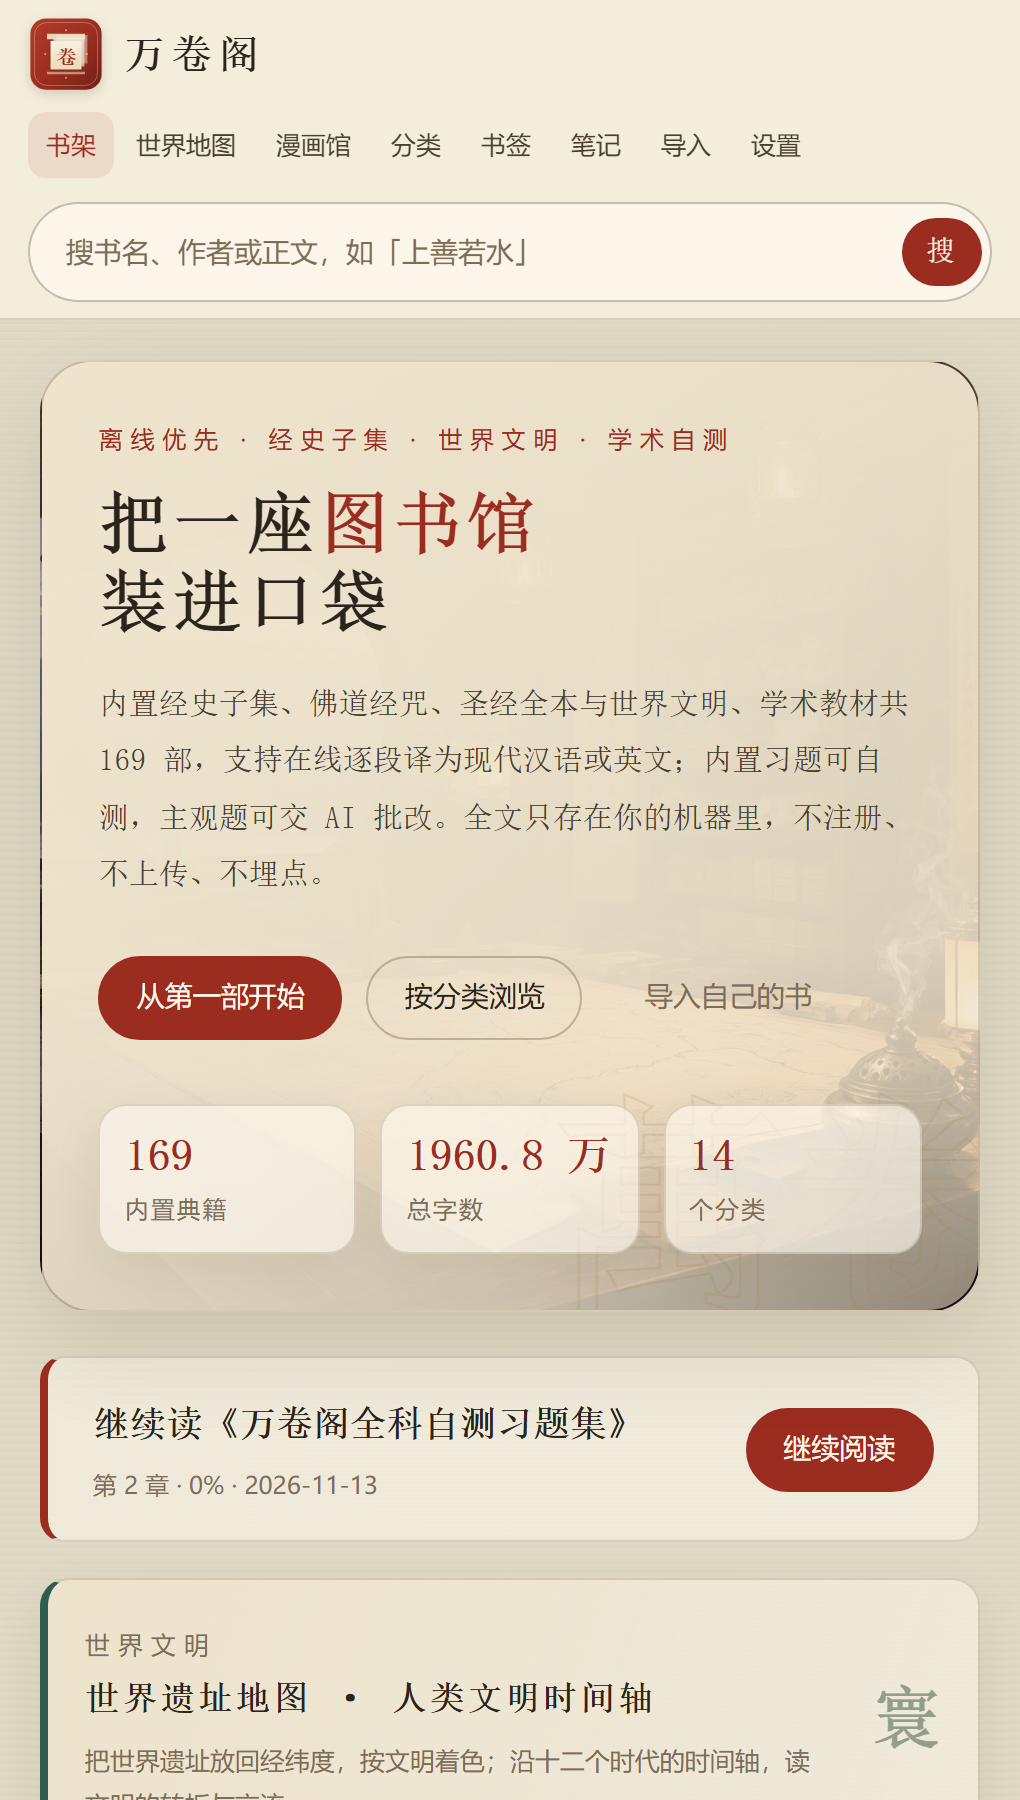 卷
万卷阁
书架 世界地图 漫画馆 分类 书签 笔记 导入 设置
搜书名、作者或正文，如「上善若水」 搜
离线优先 · 经史子集 · 世界文明 · 学术自测
把一座图书馆
装进口袋
内置经史子集、佛道经咒、圣经全本与世界文明、学术教材共
169 部，支持在线逐段译为现代汉语或英文；内置习题可自
测，主观题可交 AI 批改。全文只存在你的机器里，不注册、
不上传、不埋点。
从第一部开始 按分类浏览 导入自己的书
169 1960.8 万 14
内置典籍 总字数 个分类
继续读《万卷阁全科自测习题集》
第 2 章 · 0% · 2026-11-13
继续阅读
世界文明
世界遗址地图 · 人类文明时间轴
寰
把世界遗址放回经纬度，按文明着色；沿十二个时代的时间轴，读